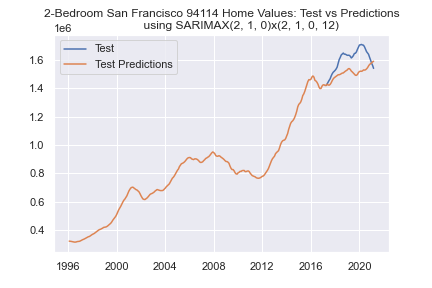 2-Bedroom San Francisco 94114 Home Values: Test vs Predictions
using SARIMAX(2, 1, 0)x(2, 1, 0, 12)
1e6
Test
Test Predictions
1.6
1.4
1.2
1.0
0.8
0.6
0.4
1996 2000 2004 2008 2012 2016 2020